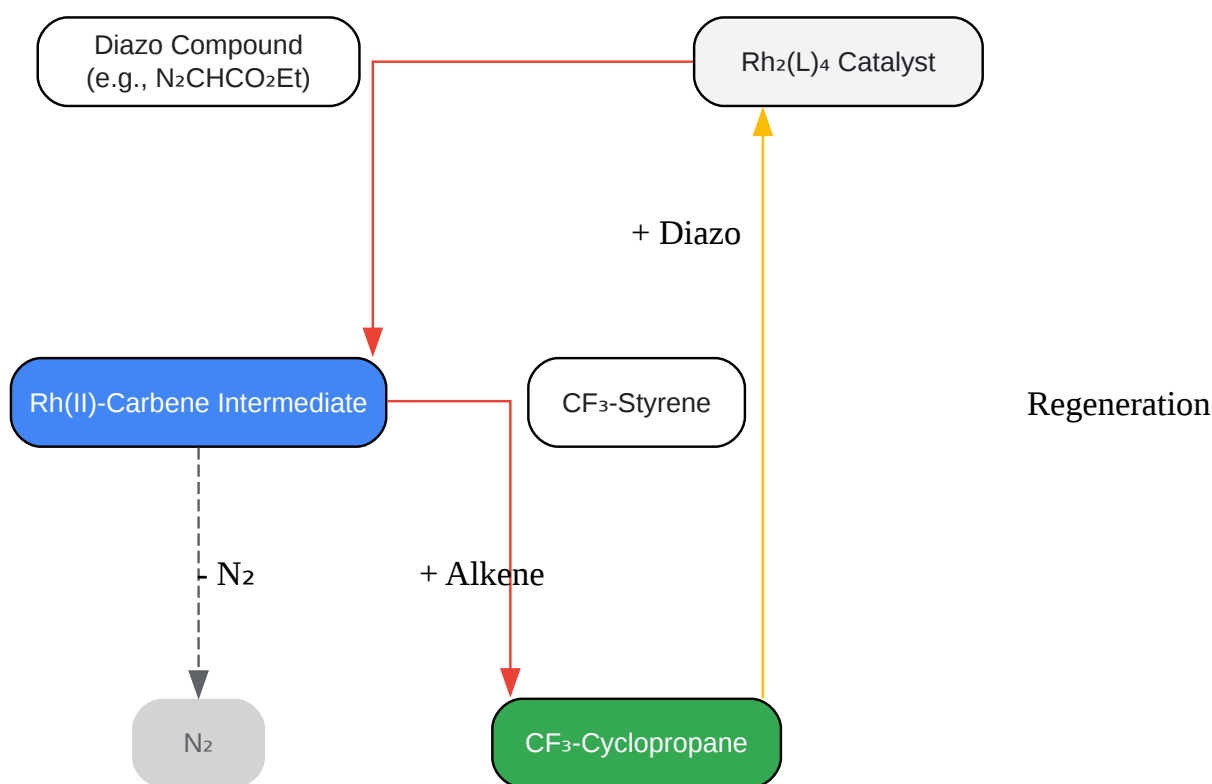 Diazo Compound
(e.g., N₂CHCO₂Et)
Rh₂(L)₄ Catalyst
+ Diazo
Rh(II)-Carbene Intermediate
CF₃-Styrene
Regeneration
- N₂
+ Alkene
N₂
CF₃-Cyclopropane